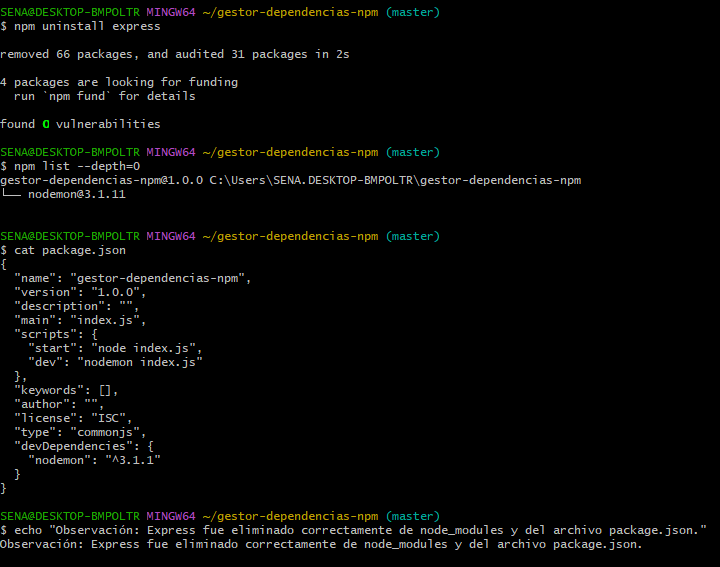 SENA@DESKTOP-BMPOLTR MINGW64 ~/gestor-dependencias-npm (master)
$ npm uninstall express
removed 66 packages, and audited 31 packages in 2s
4 packages are looking for funding
  run `npm fund` for details
found 0 vulnerabilities
SENA@DESKTOP-BMPOLTR MINGW64 ~/gestor-dependencias-npm (master)
$ npm list --depth=0
gestor-dependencias-npm@1.0.0 C:\Users\SENA.DESKTOP-BMPOLTR\gestor-dependencias-npm
└── nodemon@3.1.11
SENA@DESKTOP-BMPOLTR MINGW64 ~/gestor-dependencias-npm (master)
$ cat package.json
{
  "name": "gestor-dependencias-npm",
  "version": "1.0.0",
  "description": "",
  "main": "index.js",
  "scripts": {
    "start": "node index.js",
    "dev": "nodemon index.js"
  },
  "keywords": [],
  "author": "",
  "license": "ISC",
  "type": "commonjs",
  "devDependencies": {
    "nodemon": "^3.1.1"
  }
}
SENA@DESKTOP-BMPOLTR MINGW64 ~/gestor-dependencias-npm (master)
$ echo "Observación: Express fue eliminado correctamente de node_modules y del archivo package.json."
Observación: Express fue eliminado correctamente de node_modules y del archivo package.json.